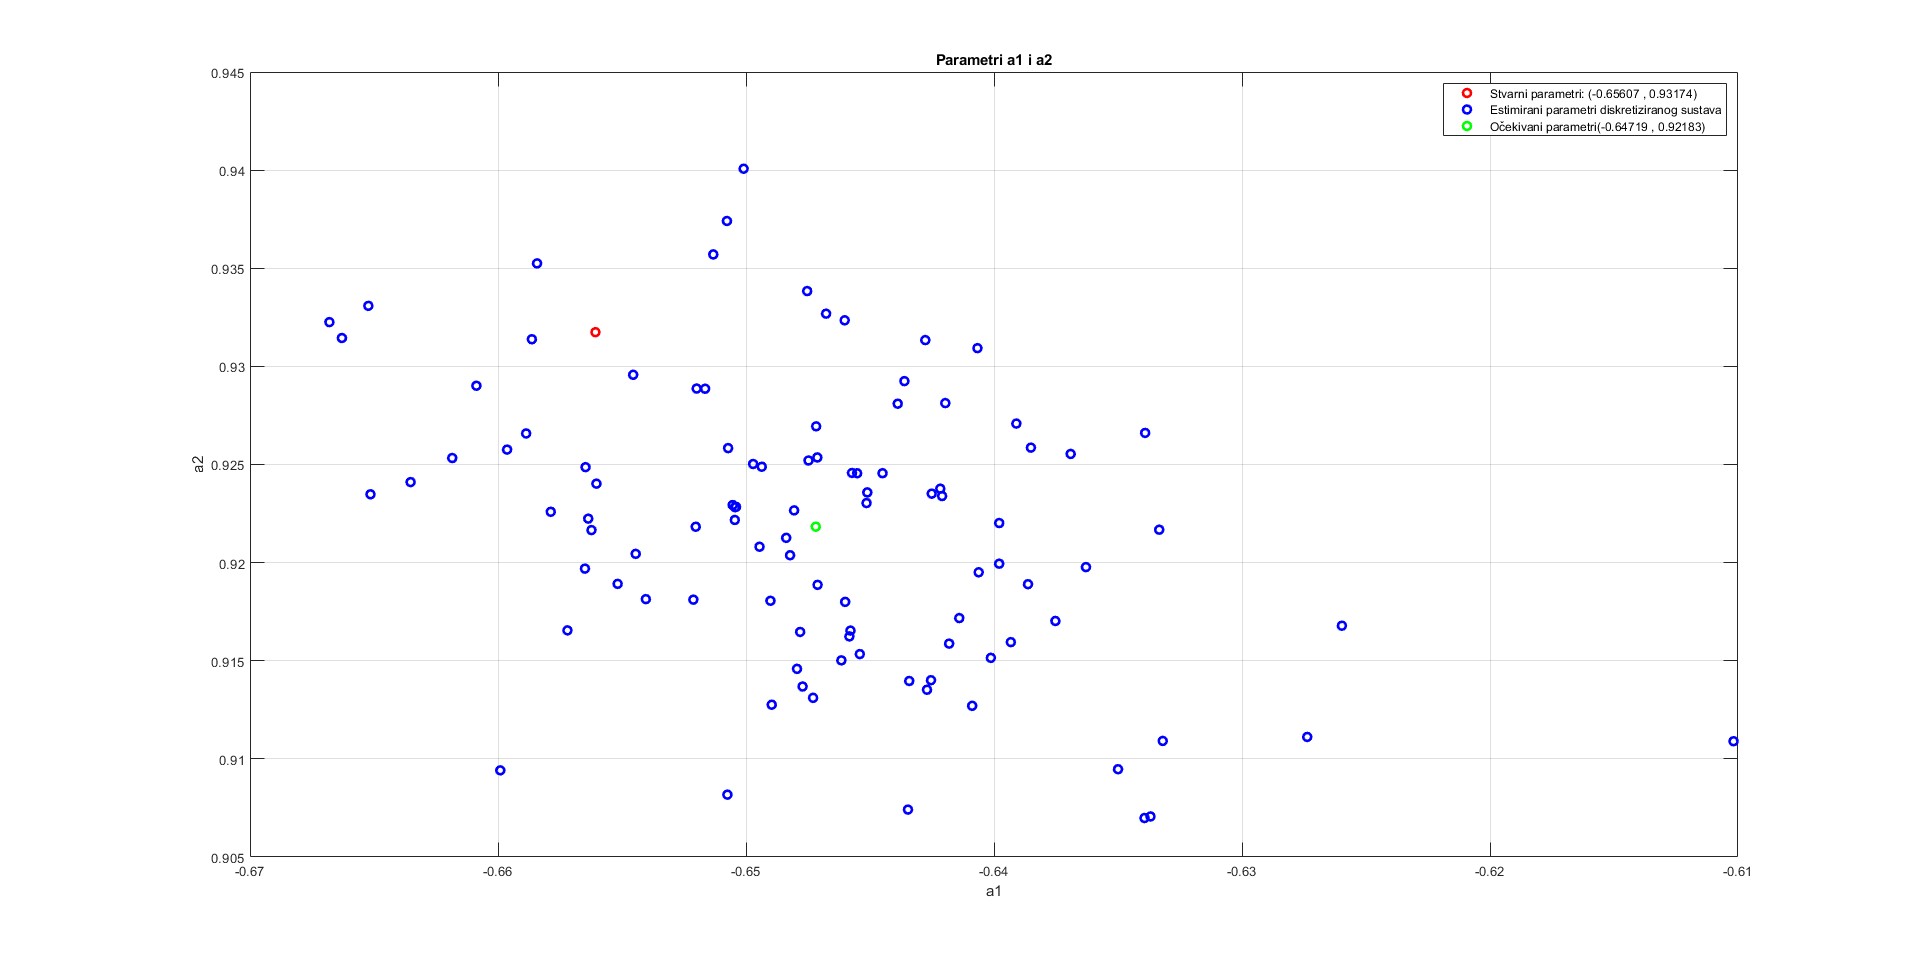 Parametri a1 i a2
Stvarni parametri: (-0.65607 , 0.93174)
Estimirani parametri diskretiziranog sustava
Očekivani parametri(-0.64719 , 0.92183)
0.945
0.94
0.935
0.93
0.925
0.92
0.915
0.91
0.905
a2
-0.67
-0.66
-0.65
-0.64
-0.63
-0.62
-0.61
a1